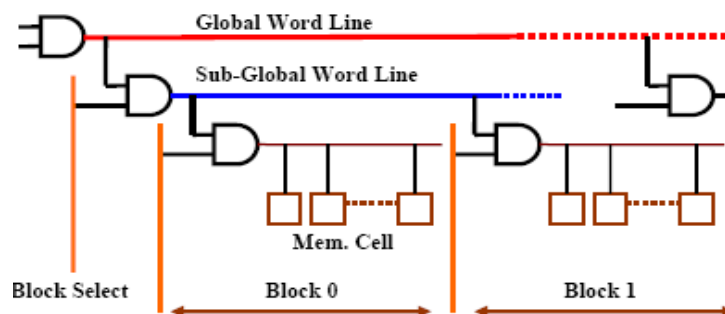 Global Word Line
Sub-Global Word Line
Mem. Cell
Block Select
Block 0
Block 1